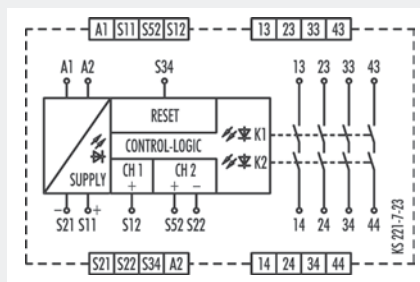 A1 S11 S52 S12 13 23 33 43
A1 A2 S34 13 23 33 43
RESET
CONTROL-LOGIC
K1
K2
SUPPLY
CH 1 CH 2
+ + −
− S21 S11 + S12 S52 S22 14 24 34 44
S21 S22 S34 A2 14 24 34 44
KS 221-7-23